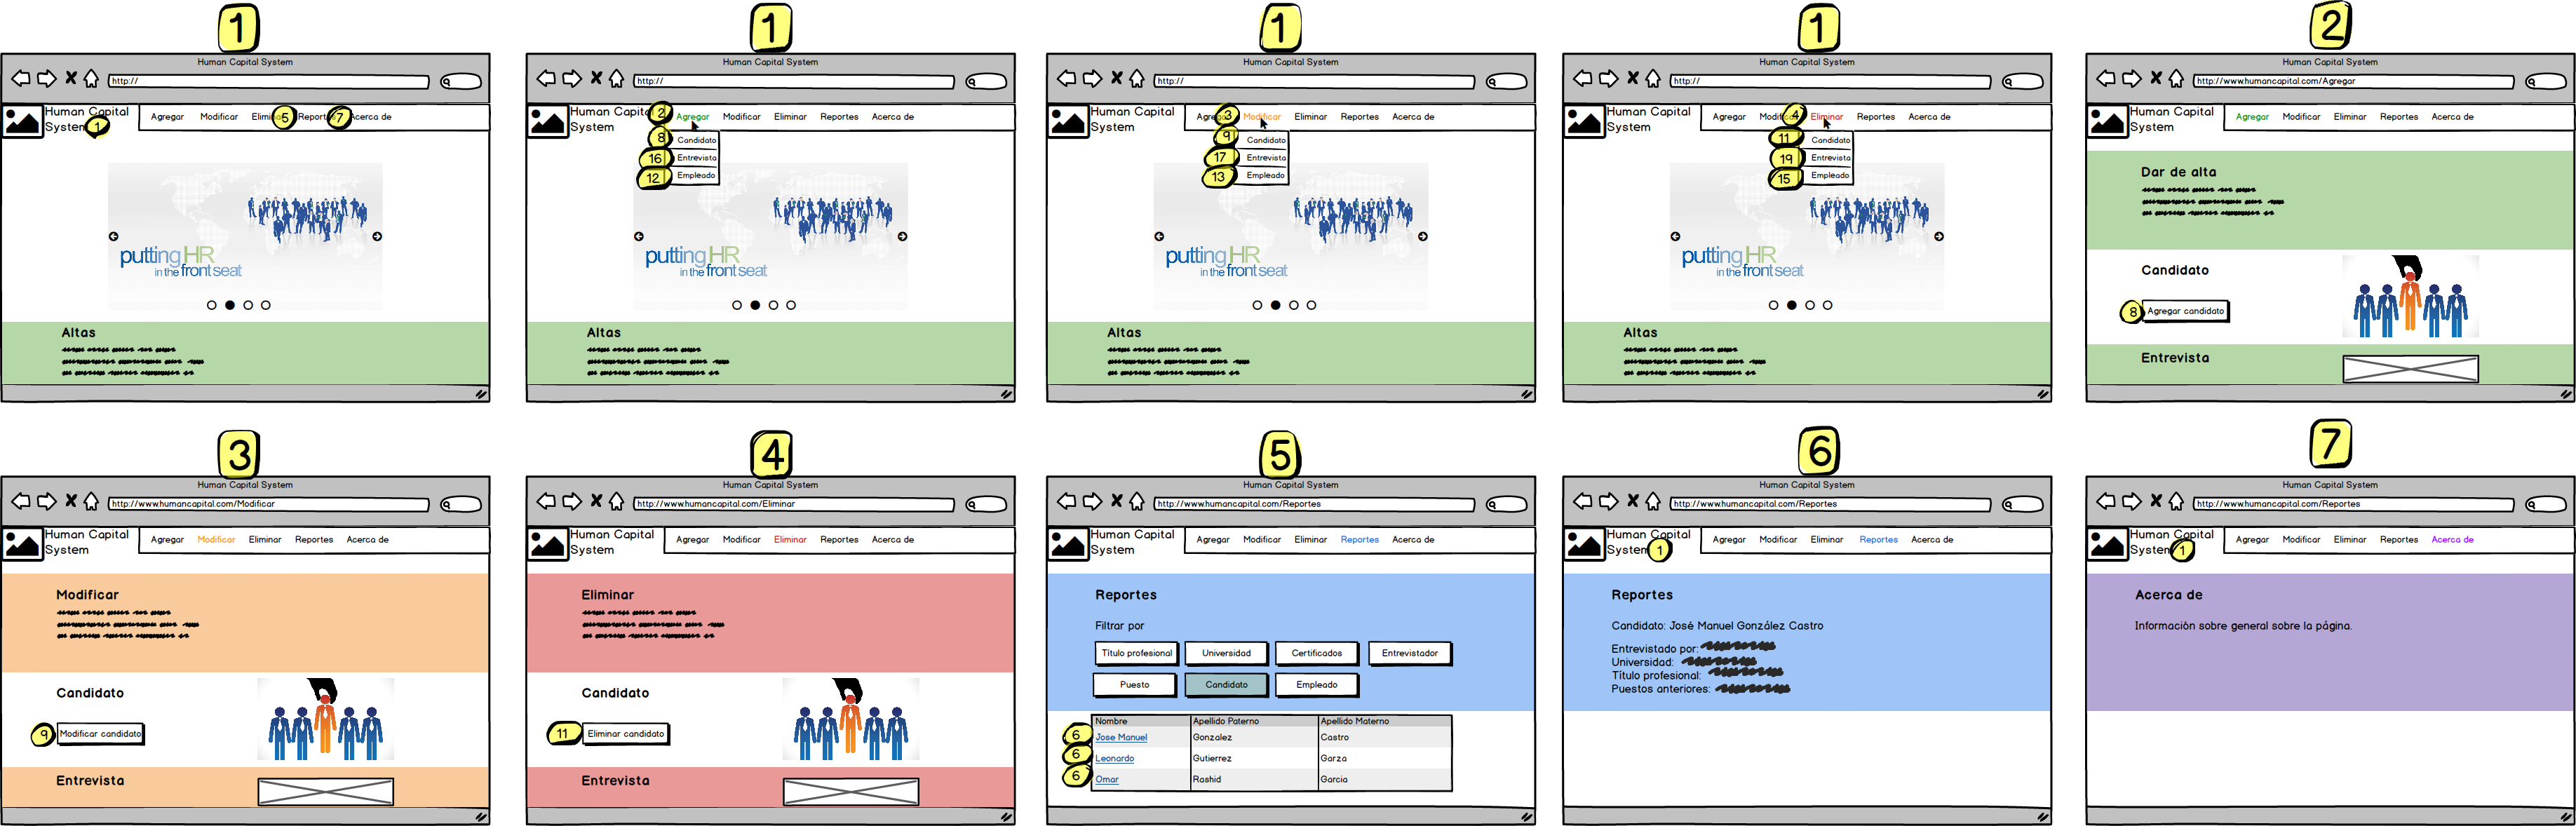 1
Human Capital System
http://
Human Capital
System 1
Agregar Modificar Eliminar 5 Reportes 7 Acerca de
putting HR
in the front seat
Altas
1
Human Capital System
http://
Human Capital
System
2 Agregar Modificar Eliminar Reportes Acerca de
8 Candidato
16 Entrevista
12 Empleado
putting HR
in the front seat
Altas
1
Human Capital System
http://
Human Capital
System
Agregar 3 Modificar Eliminar Reportes Acerca de
9 Candidato
17 Entrevista
13 Empleado
putting HR
in the front seat
Altas
1
Human Capital System
http://
Human Capital
System
Agregar Modificar 4 Eliminar Reportes Acerca de
11 Candidato
19 Entrevista
15 Empleado
putting HR
in the front seat
Altas
2
Human Capital System
http://www.humancapital.com/Agregar
Human Capital
System
Agregar Modificar Eliminar Reportes Acerca de
Dar de alta
Candidato
8 Agregar candidato
Entrevista
3
Human Capital System
http://www.humancapital.com/Modificar
Human Capital
System
Agregar Modificar Eliminar Reportes Acerca de
Modificar
Candidato
9 Modificar candidato
Entrevista
4
Human Capital System
http://www.humancapital.com/Eliminar
Human Capital
System
Agregar Modificar Eliminar Reportes Acerca de
Eliminar
Candidato
11 Eliminar candidato
Entrevista
5
Human Capital System
http://www.humancapital.com/Reportes
Human Capital
System
Agregar Modificar Eliminar Reportes Acerca de
Reportes
Filtrar por
Título profesional Universidad Certificados Entrevistador
Puesto Candidato Empleado
Nombre Apellido Paterno Apellido Materno
6 Jose Manuel Gonzalez Castro
6 Leonardo Gutierrez Garza
6 Omar Rashid Garcia
6
Human Capital System
http://www.humancapital.com/Reportes
Human Capital
System 1
Agregar Modificar Eliminar Reportes Acerca de
Reportes
Candidato: José Manuel González Castro
Entrevistado por:
Universidad:
Título profesional:
Puestos anteriores:
7
Human Capital System
http://www.humancapital.com/Reportes
Human Capital
System 1
Agregar Modificar Eliminar Reportes Acerca de
Acerca de
Información sobre general sobre la página.